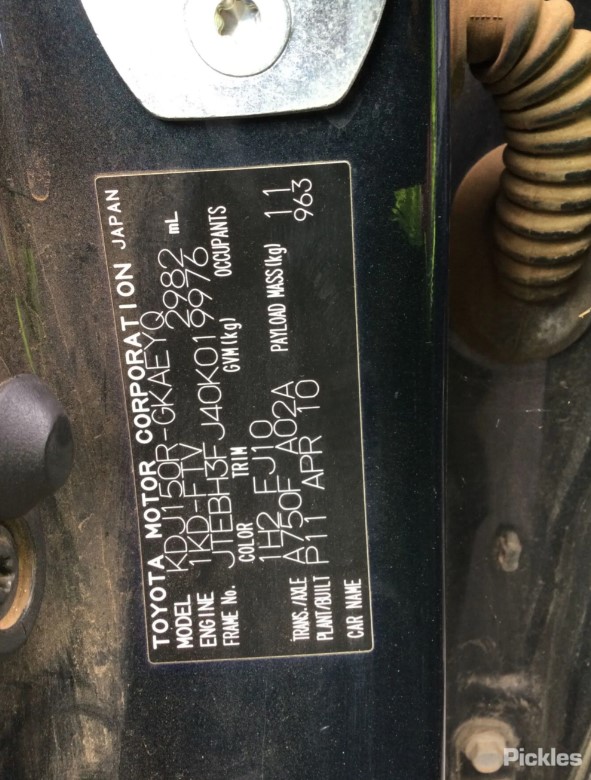 TOYOTA MOTOR CORPORATION JAPAN
MODEL KDJ150R-GKAEYQ
ENGINE 1KD-FTV 2982 mL
FRAME No. JTEBH3FJ40K019976
COLOR TRIM GVM(kg) OCCUPANTS
1H2 FJ10 11
TRANS./AXLE A750F A02A PAYLOAD MASS(kg) 963
PLANT/BUILT P11 APR 10
CAR NAME
Pickles